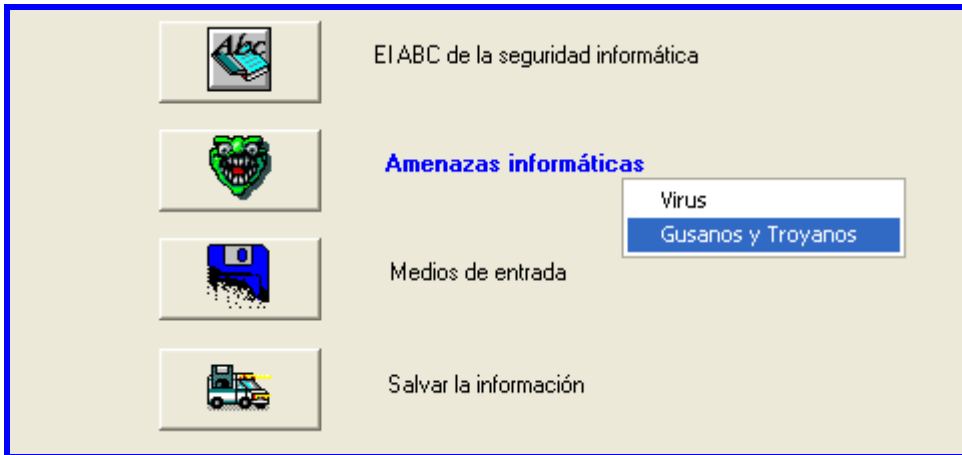 Abc
El ABC de la seguridad informática
Amenazas informáticas
Virus
Gusanos y Troyanos
Medios de entrada
Salvar la información